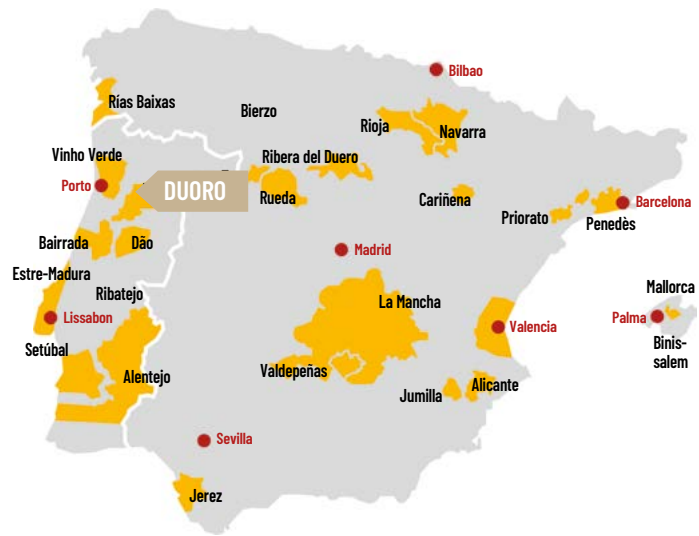 Bilbao
Rías Baixas
Bierzo
Rioja
Navarra
Vinho Verde
Ribera del Duero
Porto
DUORO
Rueda
Cariñena
Barcelona
Priorato
Penedès
Bairrada
Dão
Madrid
Estre-Madura
Ribatejo
La Mancha
Mallorca
Lissabon
Palma
Valencia
Setúbal
Binis-
salem
Alentejo
Valdepeñas
Jumilla
Alicante
Sevilla
Jerez